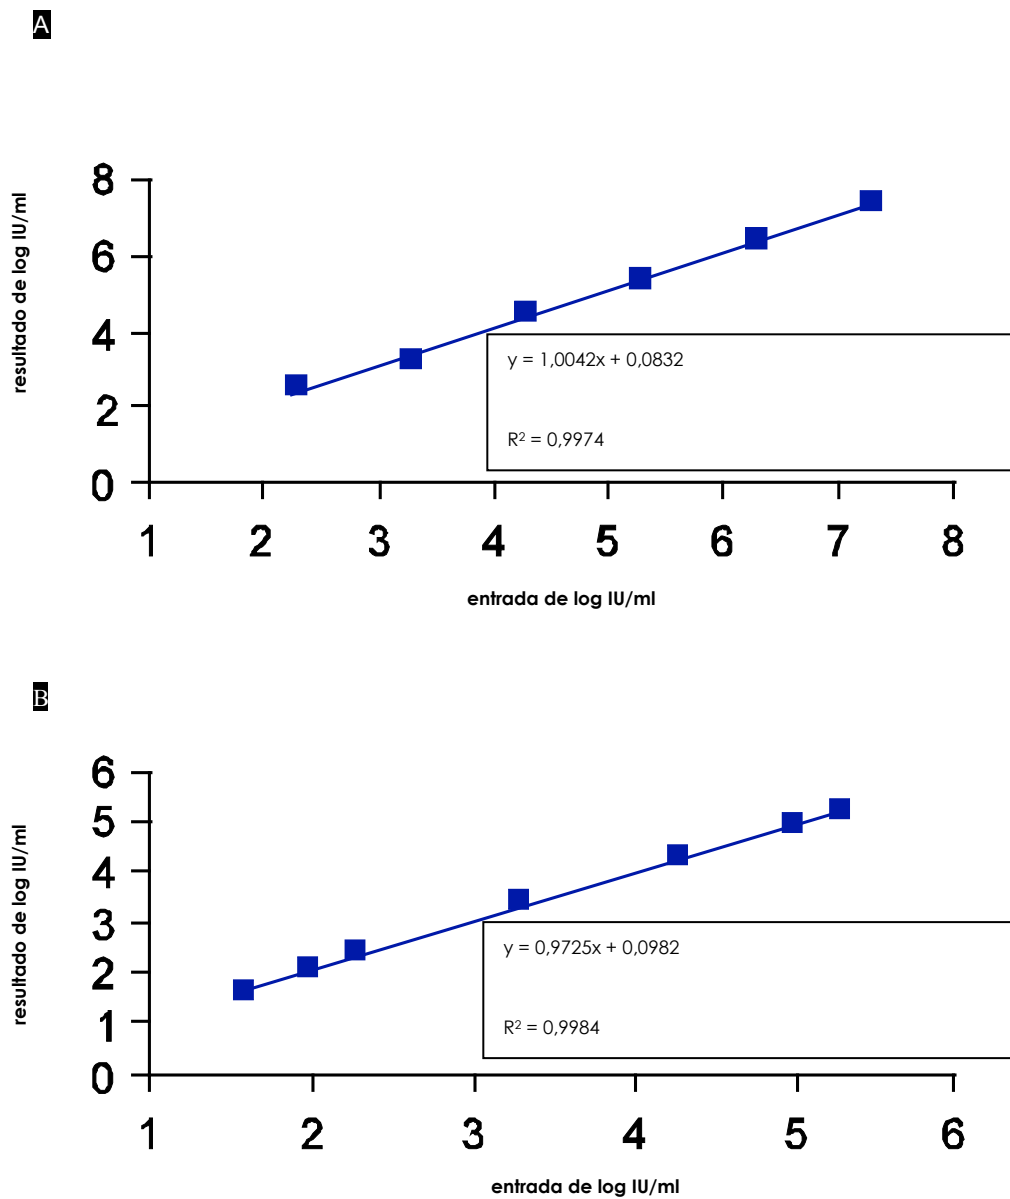 A
resultado de log IU/ml
8
6
4
2
0
y = 1,0042x + 0,0832
R² = 0,9974
1 2 3 4 5 6 7 8
entrada de log IU/ml
B
resultado de log IU/ml
6
5
4
3
2
1
0
y = 0,9725x + 0,0982
R² = 0,9984
1 2 3 4 5 6
entrada de log IU/ml